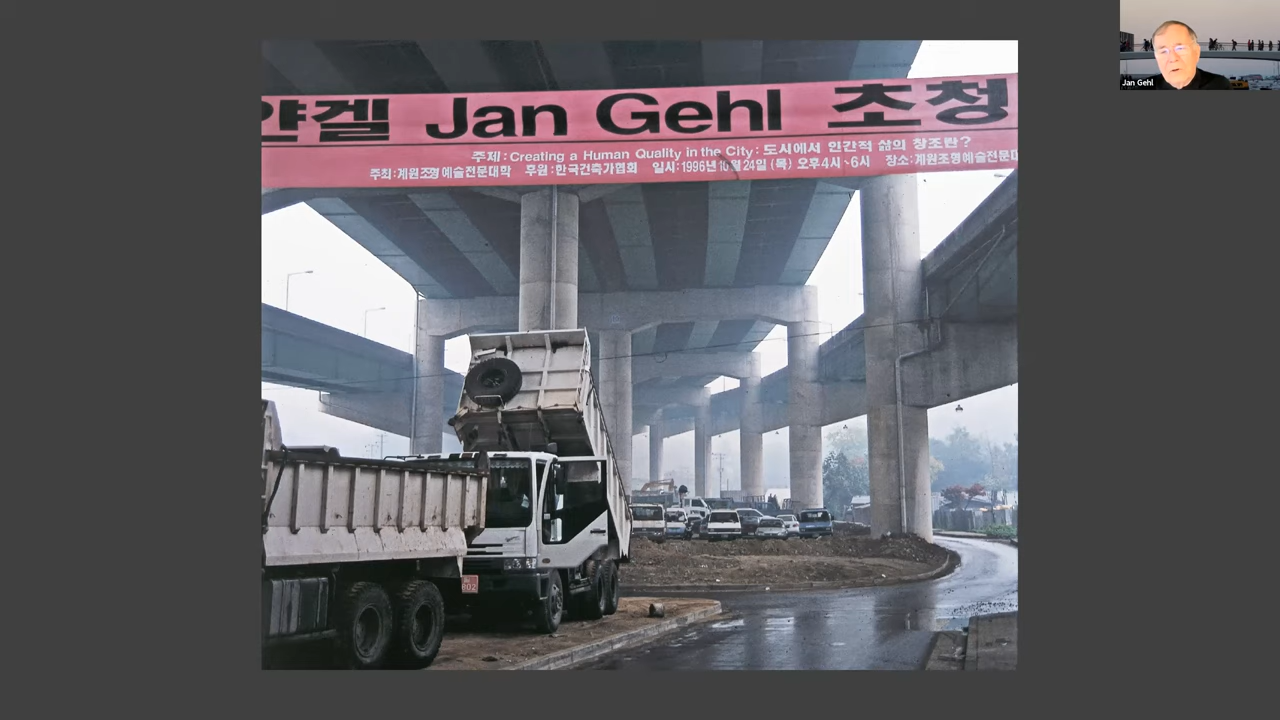 얀겔 Jan Gehl 초청
주제 : Creating a Human Quality in the City : 도시에서 인간적 삶의 창조란?
주최:계원조형예술전문대학 후원:한국건축가협회 일시:1996년 10월 24일 (목) 오후4시~6시 장소:계원조형예술전문대
802
Jan Gehl